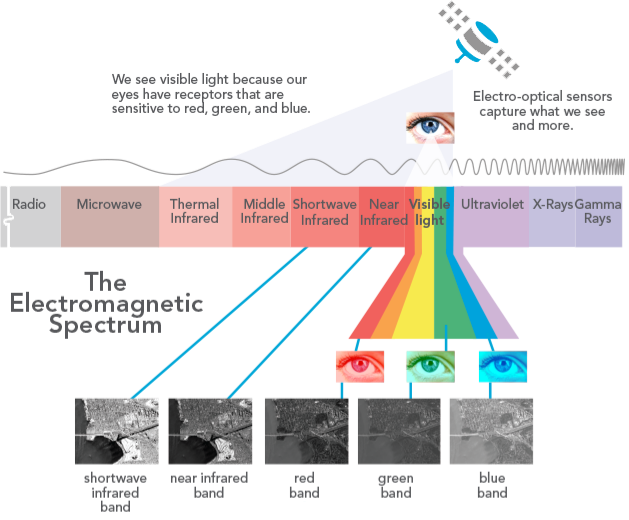 We see visible light because our
eyes have receptors that are
sensitive to red, green, and blue.
Electro-optical sensors
capture what we see
and more.
Radio
Microwave
Thermal
Infrared
Middle
Infrared
Shortwave
Infrared
Near
Infrared
Visible
light
Ultraviolet
X-Rays
Gamma
Rays
The
Electromagnetic
Spectrum
shortwave
infrared
band
near infrared
band
red
band
green
band
blue
band